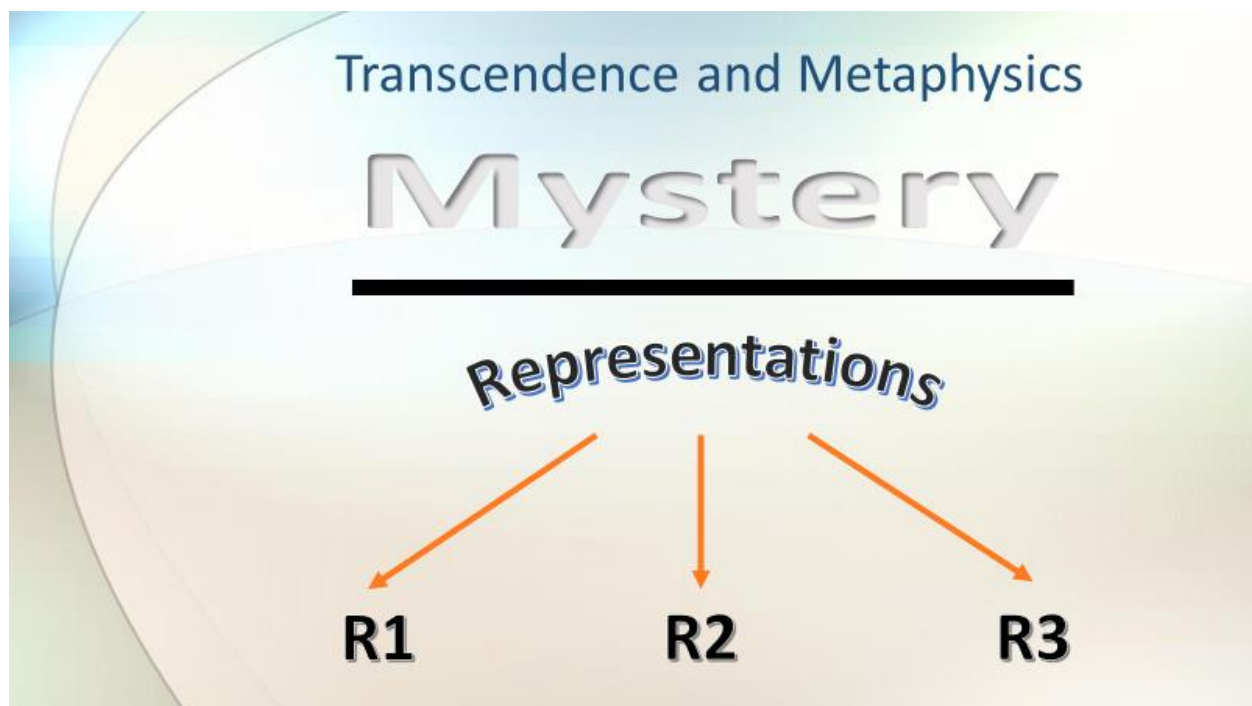 Transcendence and Metaphysics
Mystery
Representations
R1 R2 R3